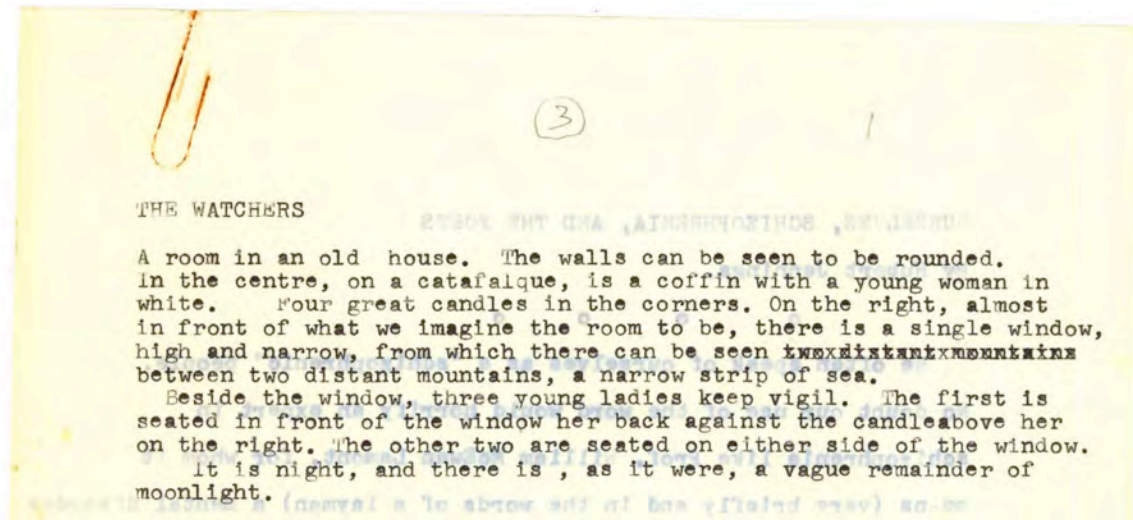 3
1
THE WATCHERS
A room in an old house. The walls can be seen to be rounded.
In the centre, on a catafalque, is a coffin with a young woman in
white. Four great candles in the corners. On the right, almost
in front of what we imagine the room to be, there is a single window,
high and narrow, from which there can be seen twoxdistantxmountains
between two distant mountains, a narrow strip of sea.
Beside the window, three young ladies keep vigil. The first is
seated in front of the window her back against the candleabove her
on the right. The other two are seated on either side of the window.
It is night, and there is , as it were, a vague remainder of
moonlight.